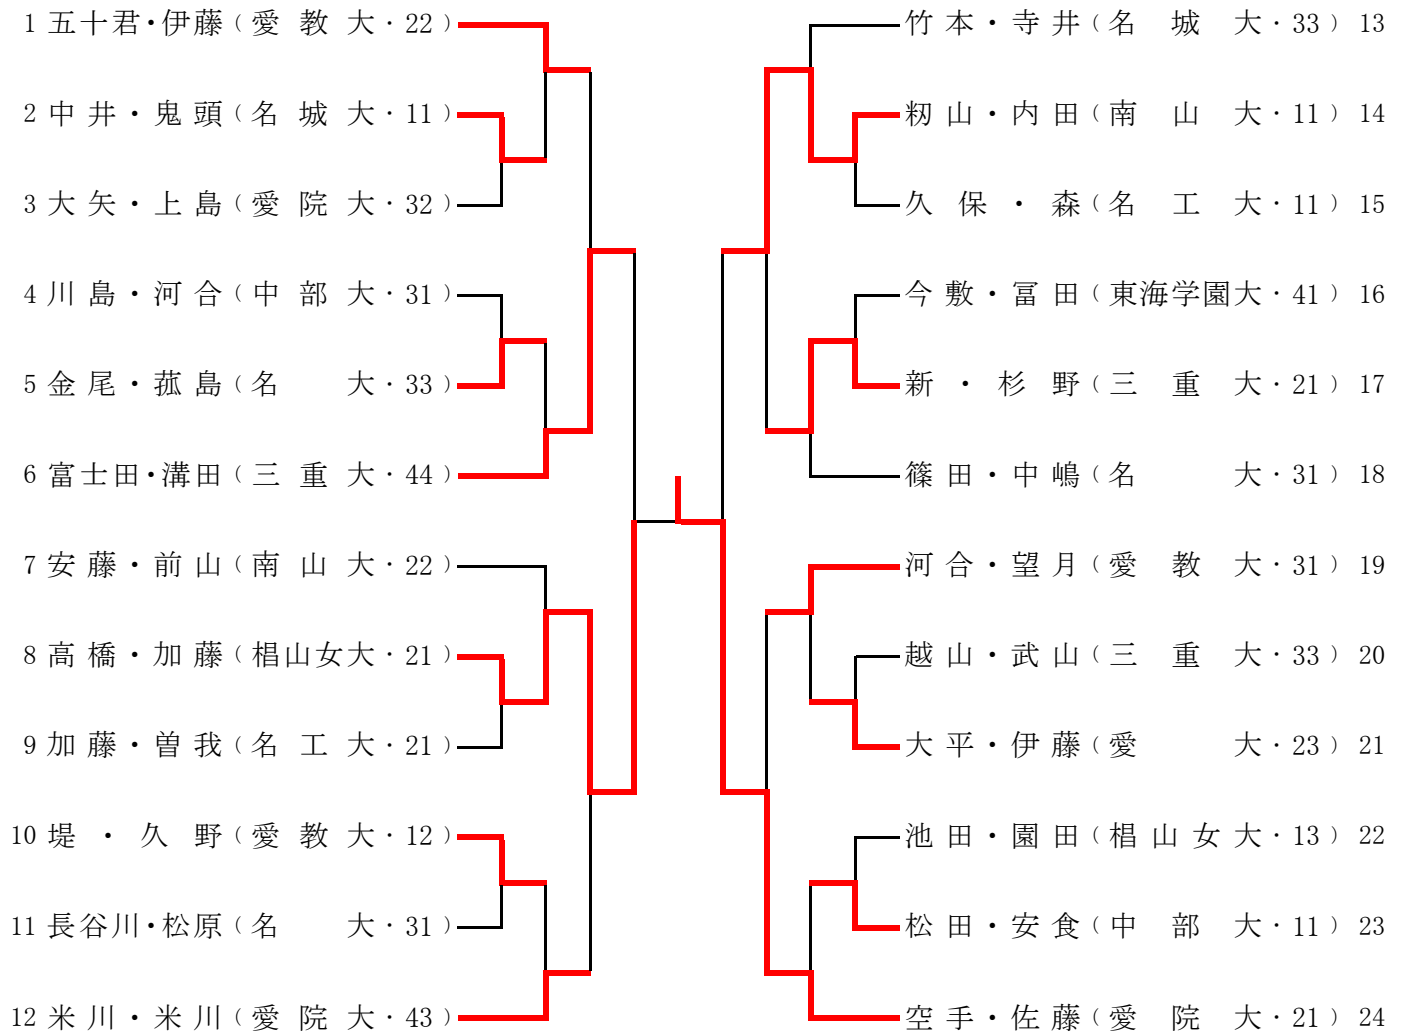 1 五十君・伊藤(愛教大・22)
2 中井・鬼頭(名城大・11)
3 大矢・上島(愛院大・32)
4 川島・河合(中部大・31)
5 金尾・菰島(名大・33)
6 富士田・溝田(三重大・44)
7 安藤・前山(南山大・22)
8 高橋・加藤(椙山女大・21)
9 加藤・曽我(名工大・21)
10 堤・久野(愛教大・12)
11 長谷川・松原(名大・31)
12 米川・米川(愛院大・43)
竹本・寺井(名城大・33) 13
籾山・内田(南山大・11) 14
久保・森(名工大・11) 15
今敷・冨田(東海学園大・41) 16
新・杉野(三重大・21) 17
篠田・中嶋(名大・31) 18
河合・望月(愛教大・31) 19
越山・武山(三重大・33) 20
大平・伊藤(愛大・23) 21
池田・園田(椙山女大・13) 22
松田・安食(中部大・11) 23
空手・佐藤(愛院大・21) 24